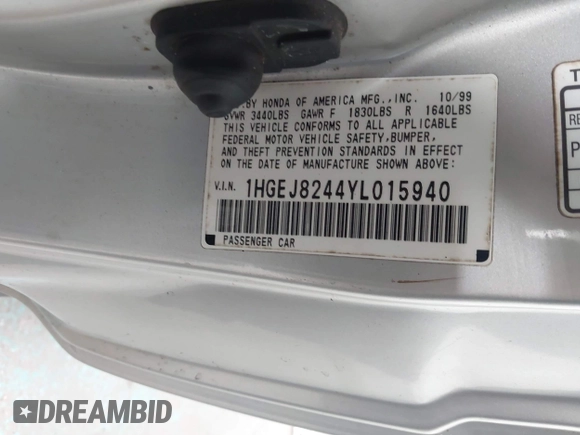 BY HONDA OF AMERICA MFG.,INC. 10/99
GVWR 3440LBS GAWR F 1830LBS R 1640LBS
THIS VEHICLE CONFORMS TO ALL APPLICABLE
FEDERAL MOTOR VEHICLE SAFETY,BUMPER,
AND THEFT PREVENTION STANDARDS IN EFFECT
ON THE DATE OF MANUFACTURE SHOWN ABOVE:
V.I.N. 1HGEJ8244YL015940
PASSENGER CAR
DREAMBID